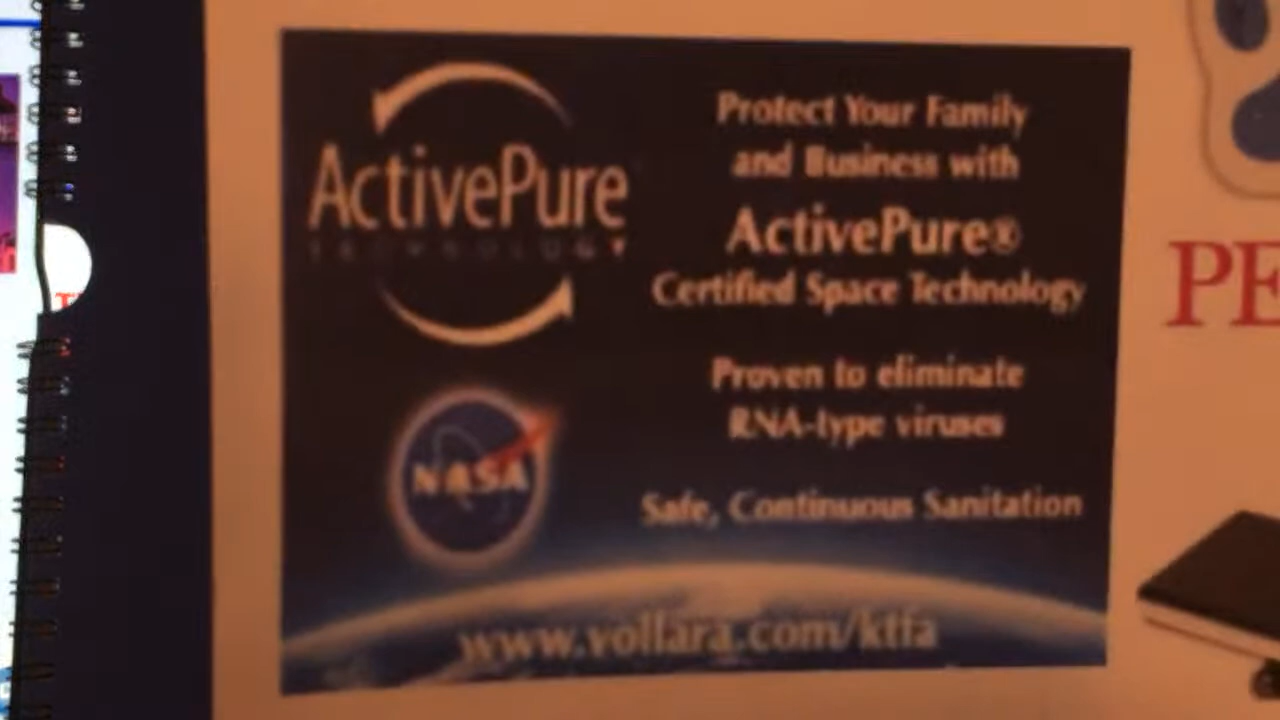 ActivePure
TECHNOLOGY
NASA
Protect Your Family
and Business with
ActivePure®
Certified Space Technology
Proven to eliminate
RNA-type viruses
Safe, Continuous Sanitation
www.vollara.com/ktfa
PE